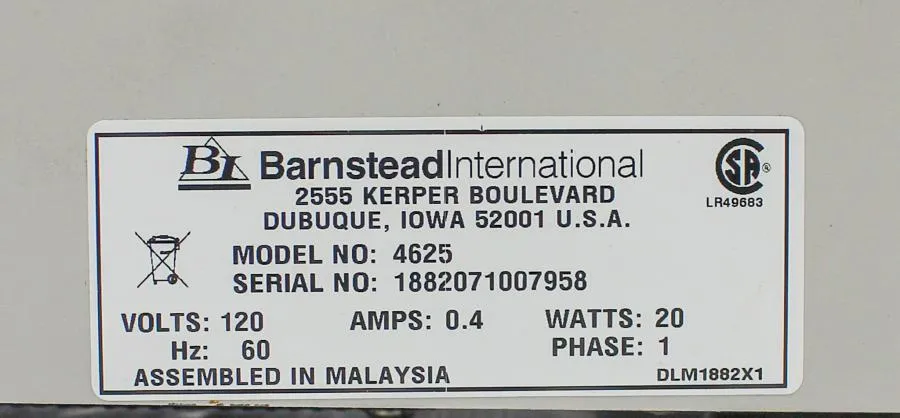 BI BarnsteadInternational
2555 KERPER BOULEVARD
DUBUQUE, IOWA 52001 U.S.A.
SA ®
LR49683
MODEL NO: 4625
SERIAL NO: 1882071007958
VOLTS: 120 AMPS: 0.4 WATTS: 20
Hz: 60 PHASE: 1
ASSEMBLED IN MALAYSIA DLM1882X1